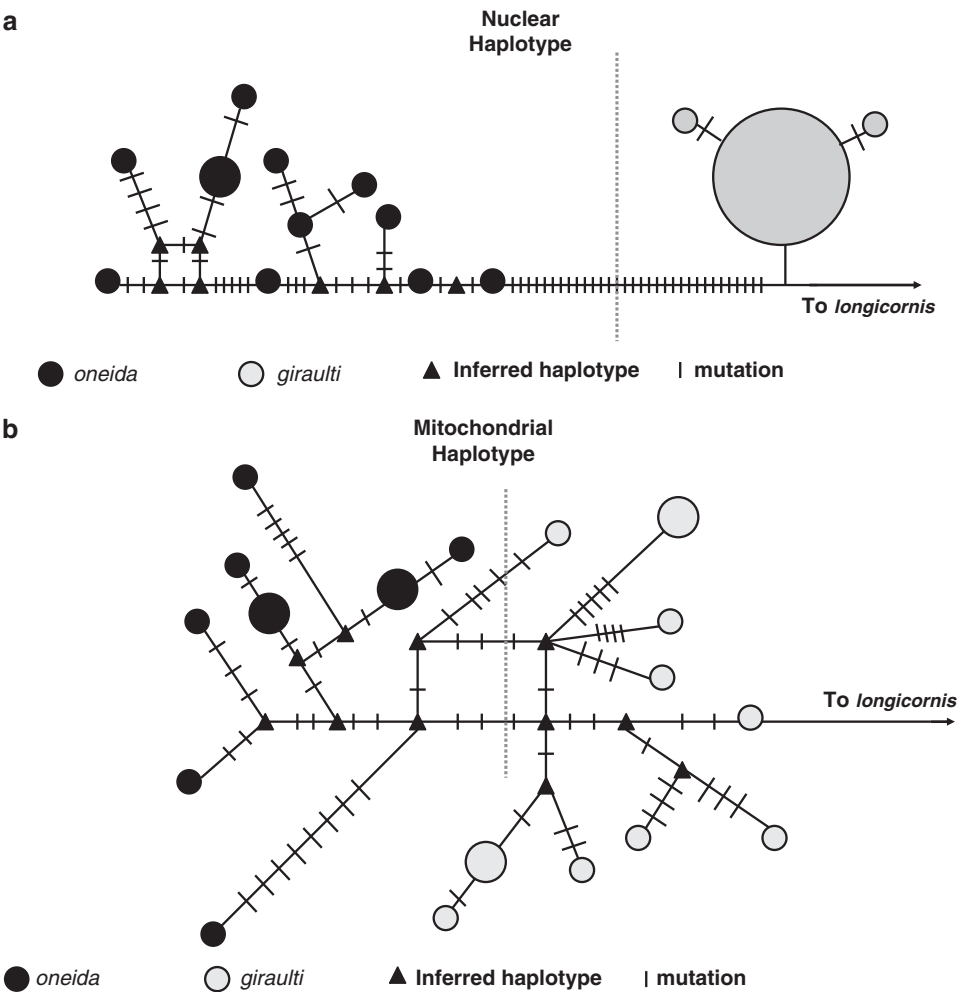 a
Nuclear
Haplotype
To longicornis
oneida
giraulti
Inferred haplotype
mutation
b
Mitochondrial
Haplotype
To longicornis
oneida
giraulti
Inferred haplotype
mutation